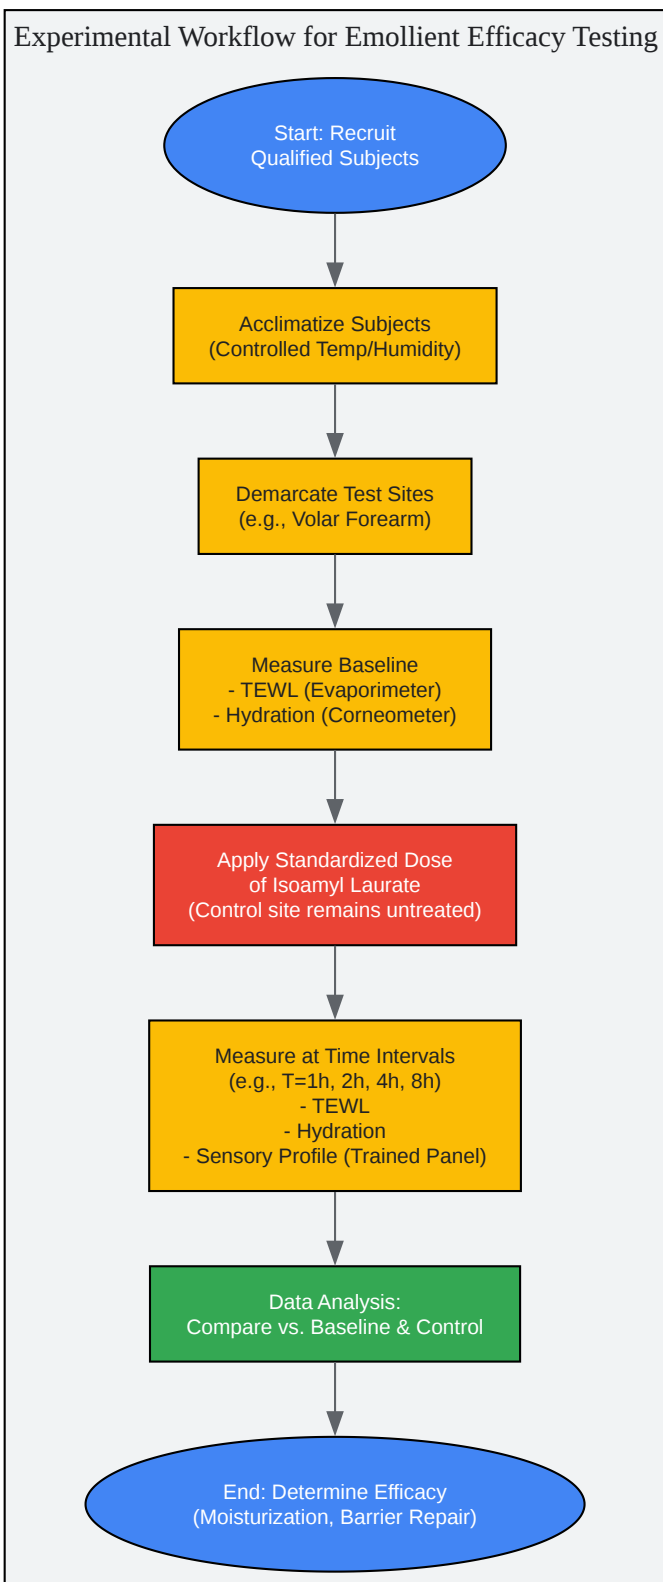 Experimental Workflow for Emollient Efficacy Testing
Start: Recruit
Qualified Subjects
Acclimatize Subjects
(Controlled Temp/Humidity)
Demarcate Test Sites
(e.g., Volar Forearm)
Measure Baseline
- TEWL (Evaporimeter)
- Hydration (Corneometer)
Apply Standardized Dose
of Isoamyl Laurate
(Control site remains untreated)
Measure at Time Intervals
(e.g., T=1h, 2h, 4h, 8h)
- TEWL
- Hydration
- Sensory Profile (Trained Panel)
Data Analysis:
Compare vs. Baseline & Control
End: Determine Efficacy
(Moisturization, Barrier Repair)